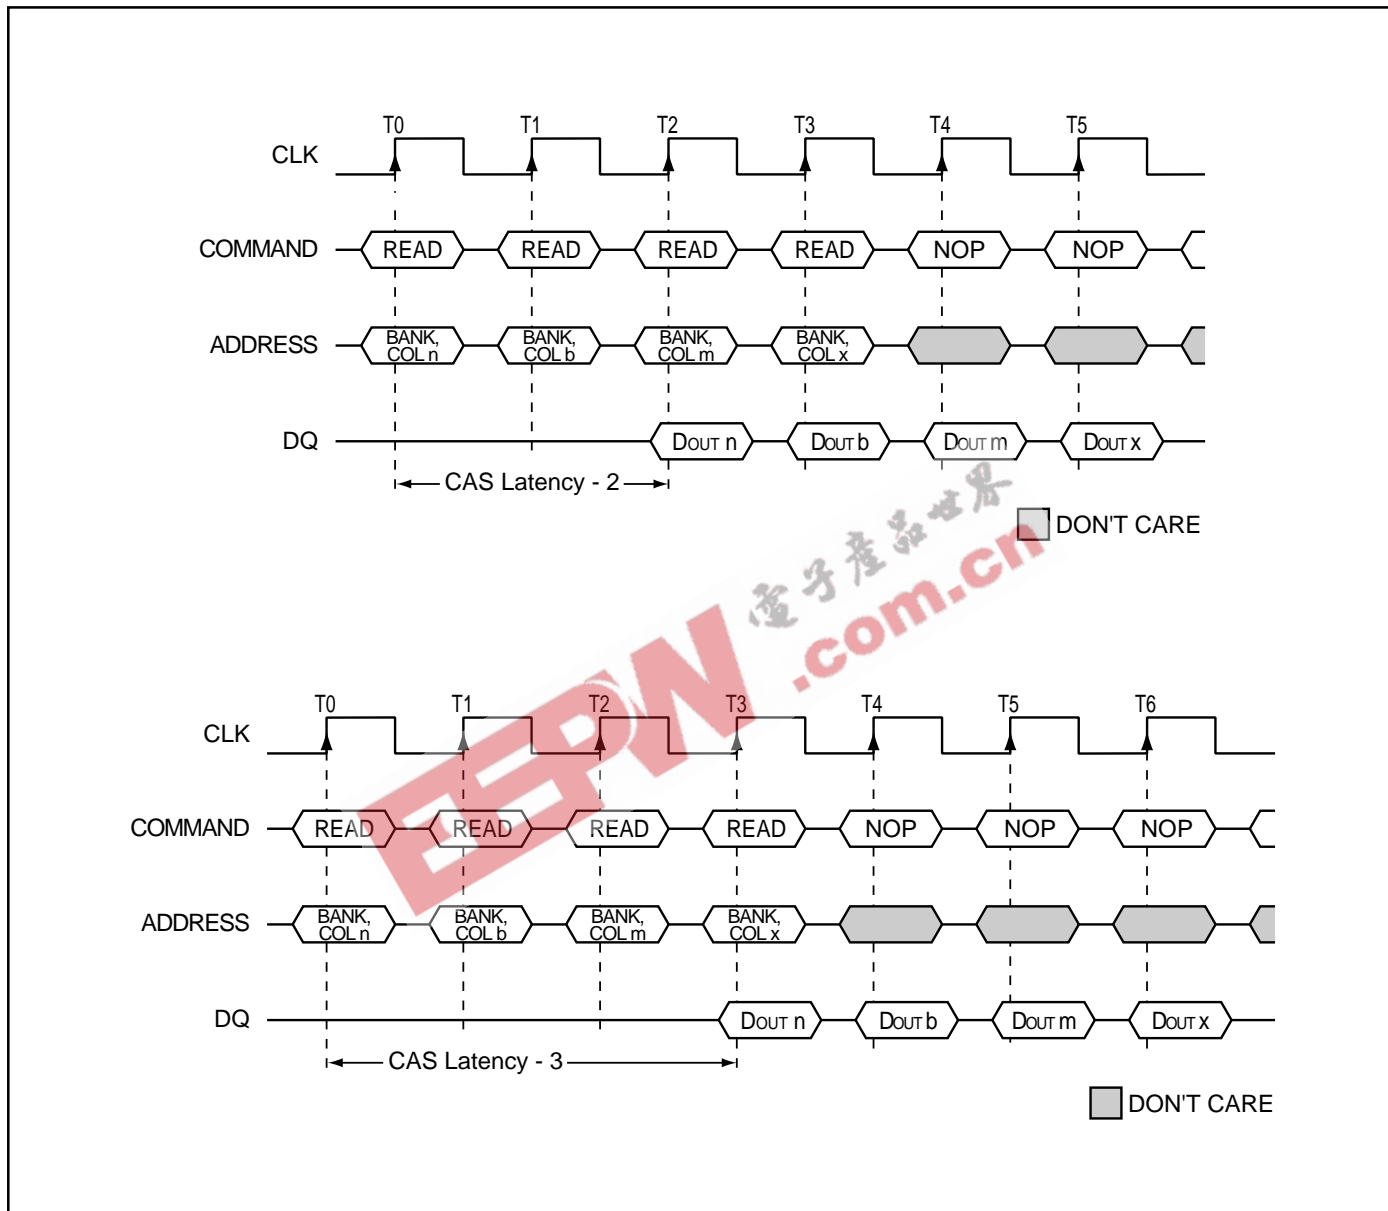 T0 T1 T2 T3 T4 T5
CLK
COMMAND READ READ READ READ NOP NOP
ADDRESS BANK, COL n BANK, COL b BANK, COL m BANK, COL x
DQ DOUT n DOUT b DOUT m DOUT x
CAS Latency - 2
DON'T CARE
電子產品世界
EEPW .com.cn
T0 T1 T2 T3 T4 T5 T6
CLK
COMMAND READ READ READ READ NOP NOP NOP
ADDRESS BANK, COL n BANK, COL b BANK, COL m BANK, COL x
DQ DOUT n DOUT b DOUT m DOUT x
CAS Latency - 3
DON'T CARE